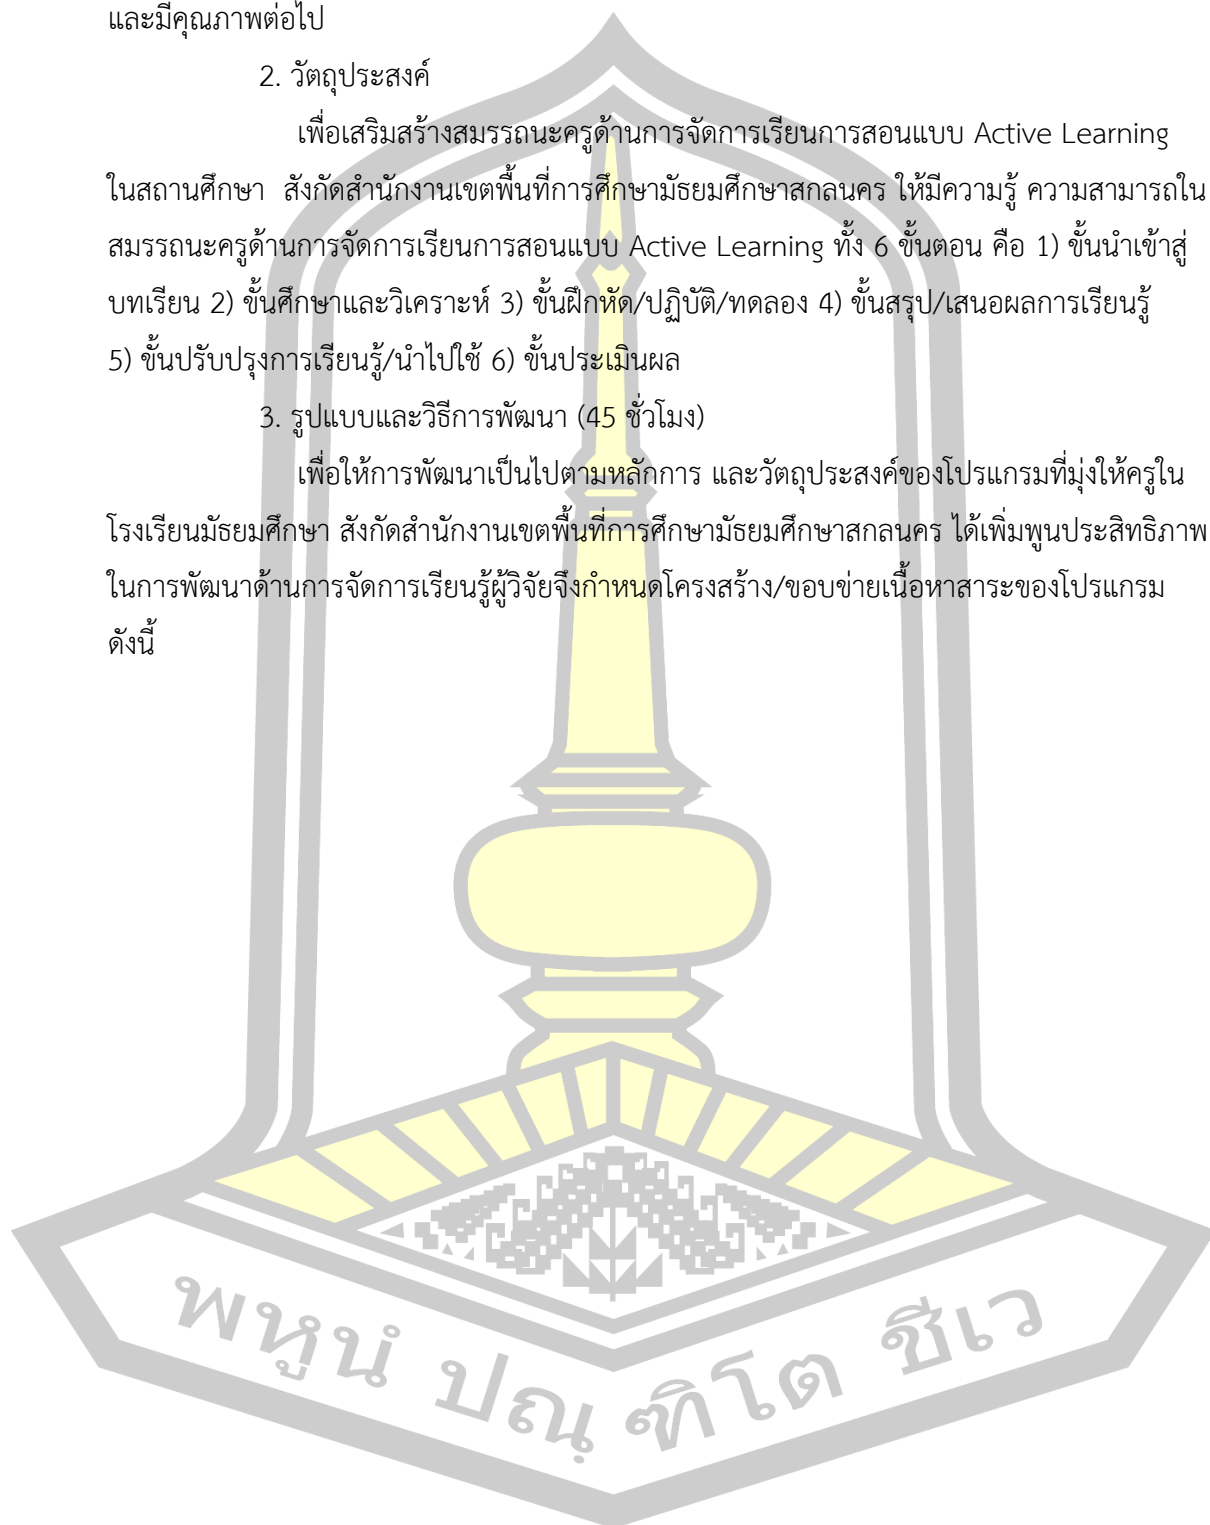 และมีคุณภาพต่อไป
2. วัตถุประสงค์
เพื่อเสริมสร้างสมรรถนะครูด้านการจัดการเรียนการสอนแบบ Active Learning
ในสถานศึกษา สังกัดสำนักงานเขตพื้นที่การศึกษามัธยมศึกษาสกลนคร ให้มีความรู้ ความสามารถใน
สมรรถนะครูด้านการจัดการเรียนการสอนแบบ Active Learning ทั้ง 6 ขั้นตอน คือ 1) ขั้นนำเข้าสู่
บทเรียน 2) ขั้นศึกษาและวิเคราะห์ 3) ขั้นฝึกหัด/ปฏิบัติ/ทดลอง 4) ขั้นสรุป/เสนอผลการเรียนรู้
5) ขั้นปรับปรุงการเรียนรู้/นำไปใช้ 6) ขั้นประเมินผล
3. รูปแบบและวิธีการพัฒนา (45 ชั่วโมง)
เพื่อให้การพัฒนาเป็นไปตามหลักการ และวัตถุประสงค์ของโปรแกรมที่มุ่งให้ครูใน
โรงเรียนมัธยมศึกษา สังกัดสำนักงานเขตพื้นที่การศึกษามัธยมศึกษาสกลนคร ได้เพิ่มพูนประสิทธิภาพ
ในการพัฒนาด้านการจัดการเรียนรู้ผู้วิจัยจึงกำหนดโครงสร้าง/ขอบข่ายเนื้อหาสาระของโปรแกรม
ดังนี้
พหูนํ ปณฺฑิโต ชีเว